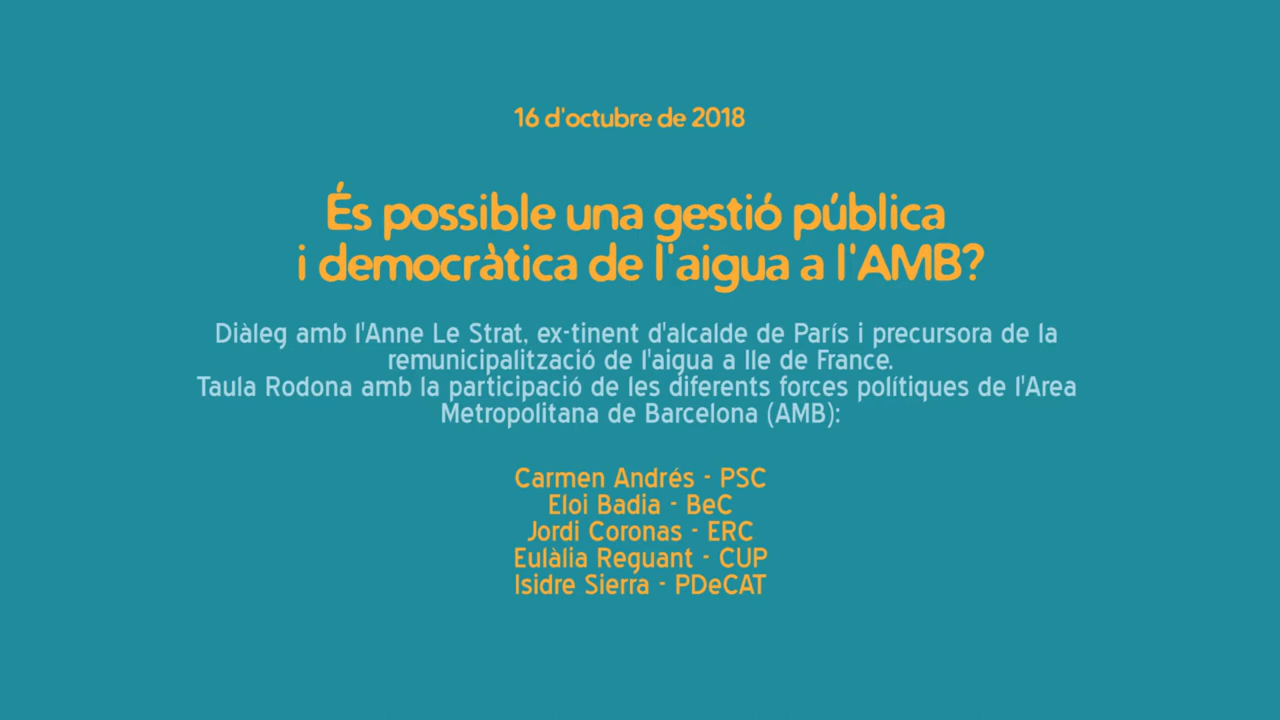 16 d'octubre de 2018
És possible una gestió pública
i democràtica de l'aigua a l'AMB?
Diàleg amb l'Anne Le Strat, ex-tinent d'alcalde de París i precursora de la
remunicipalització de l'aigua a Ile de France.
Taula Rodona amb la participació de les diferents forces polítiques de l'Area
Metropolitana de Barcelona (AMB):
Carmen Andrés - PSC
Eloi Badia - BeC
Jordi Coronas - ERC
Eulàlia Reguant - CUP
Isidre Sierra - PDeCAT